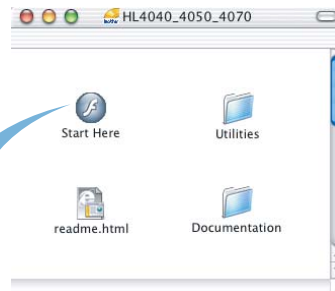 HL4040_4050_4070
Start Here
Utilities
readme.html
Documentation